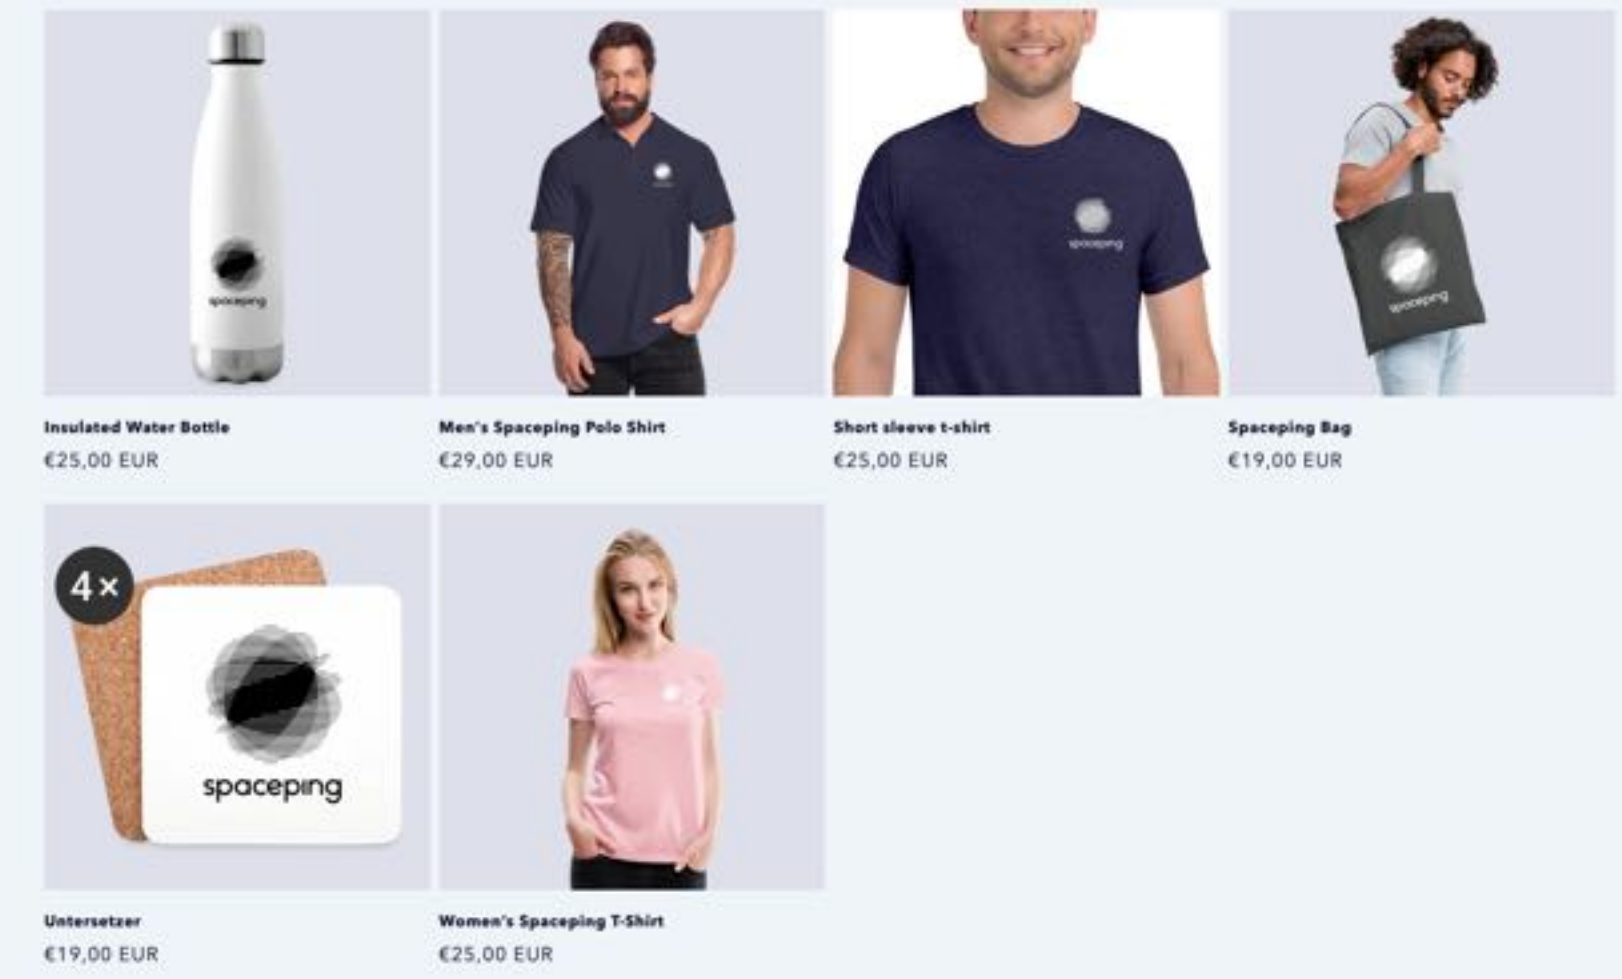 spaceping
spaceping
spaceping
Insulated Water Bottle
€25,00 EUR
Men's Spaceping Polo Shirt
€29,00 EUR
Short sleeve t-shirt
€25,00 EUR
Spaceping Bag
€19,00 EUR
4×
spaceping
Untersetzer
€19,00 EUR
Women's Spaceping T-Shirt
€25,00 EUR